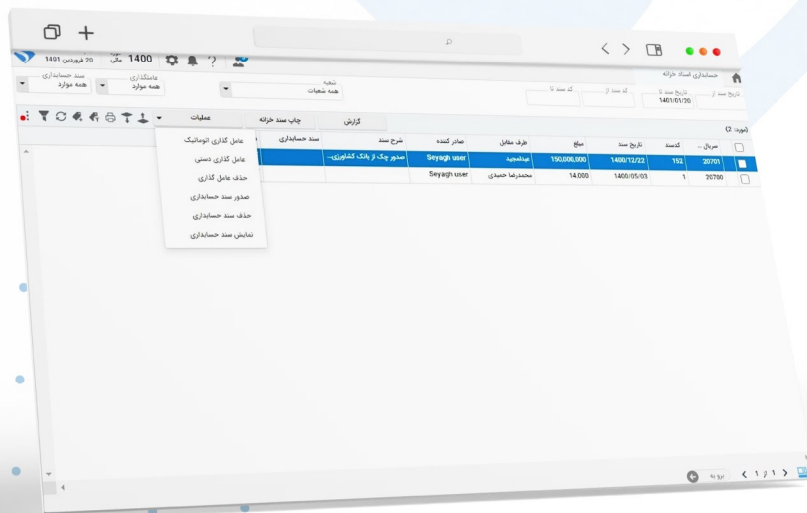 20 فروردین 1401
مالی
1400
?
حسابداری اسناد خزانه
سند حسابداری
همه موارد
عاملگذاری
همه موارد
شعبه
همه شعبات
کد سند تا
کد سند از
تاریخ سند تا
1401/01/20
تاریخ سند از
عملیات
چاپ سند خزانه
گزارش
(مورد: 2)
سریال ...
کدسند
تاریخ سند
مبلغ
طرف مقابل
صادر کننده
شرح سند
سند حسابداری
20701
152
1400/12/22
150,000,000
عبدلمجید
Seyagh user
صدور چک از بانک کشاورزی...
20700
1
1400/05/03
14,000
محمدرضا حمیدی
Seyagh user
عامل گذاری اتوماتیک
عامل گذاری دستی
حذف عامل گذاری
صدور سند حسابداری
حذف سند حسابداری
نمایش سند حسابداری
برو به
1 از 1